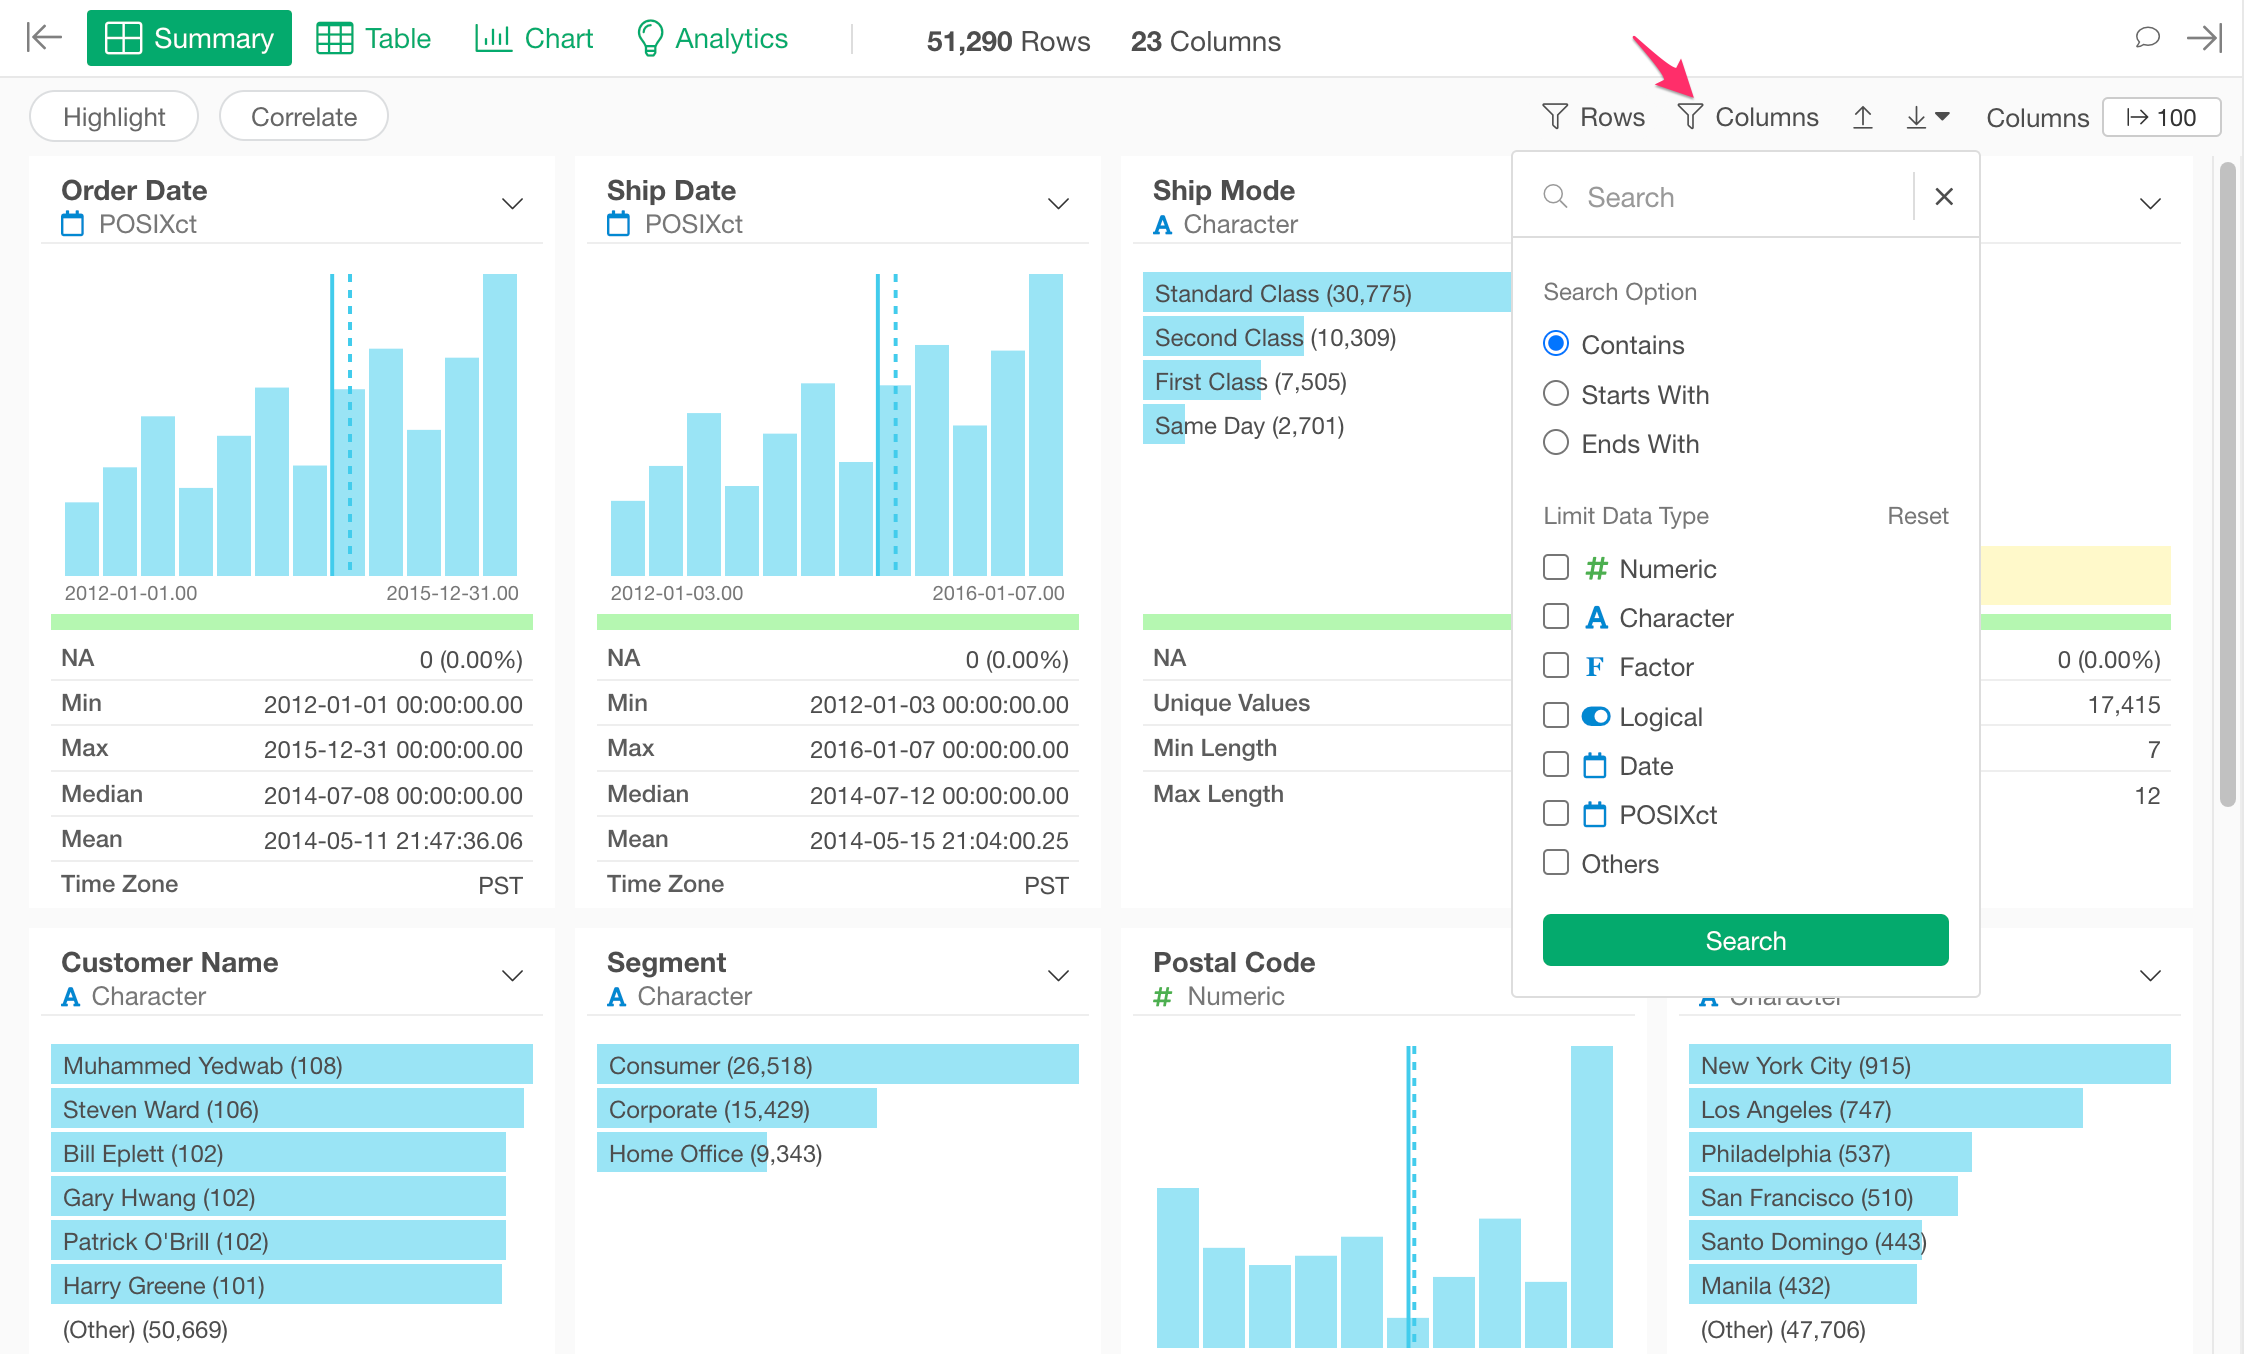 Summary Table Chart Analytics 51,290 Rows 23 Columns
Highlight Correlate Rows Columns Columns 100
Order Date
POSIXct
2012-01-01.00 2015-12-31.00
NA 0 (0.00%)
Min 2012-01-01 00:00:00.00
Max 2015-12-31 00:00:00.00
Median 2014-07-08 00:00:00.00
Mean 2014-05-11 21:47:36.06
Time Zone PST
Ship Date
POSIXct
2012-01-03.00 2016-01-07.00
NA 0 (0.00%)
Min 2012-01-03 00:00:00.00
Max 2016-01-07 00:00:00.00
Median 2014-07-12 00:00:00.00
Mean 2014-05-15 21:04:00.25
Time Zone PST
Ship Mode
A Character
Standard Class (30,775)
Second Class (10,309)
First Class (7,505)
Same Day (2,701)
NA
Unique Values
Min Length
Max Length
Search
Search Option
Contains
Starts With
Ends With
Limit Data Type Reset
# Numeric
A Character
F Factor
Logical
Date
POSIXct
Others
Search
0 (0.00%)
17,415
7
12
Customer Name
A Character
Muhammed Yedwab (108)
Steven Ward (106)
Bill Eplett (102)
Gary Hwang (102)
Patrick O'Brill (102)
Harry Greene (101)
(Other) (50,669)
Segment
A Character
Consumer (26,518)
Corporate (15,429)
Home Office (9,343)
Postal Code
# Numeric
A Character
New York City (915)
Los Angeles (747)
Philadelphia (537)
San Francisco (510)
Santo Domingo (443)
Manila (432)
(Other) (47,706)